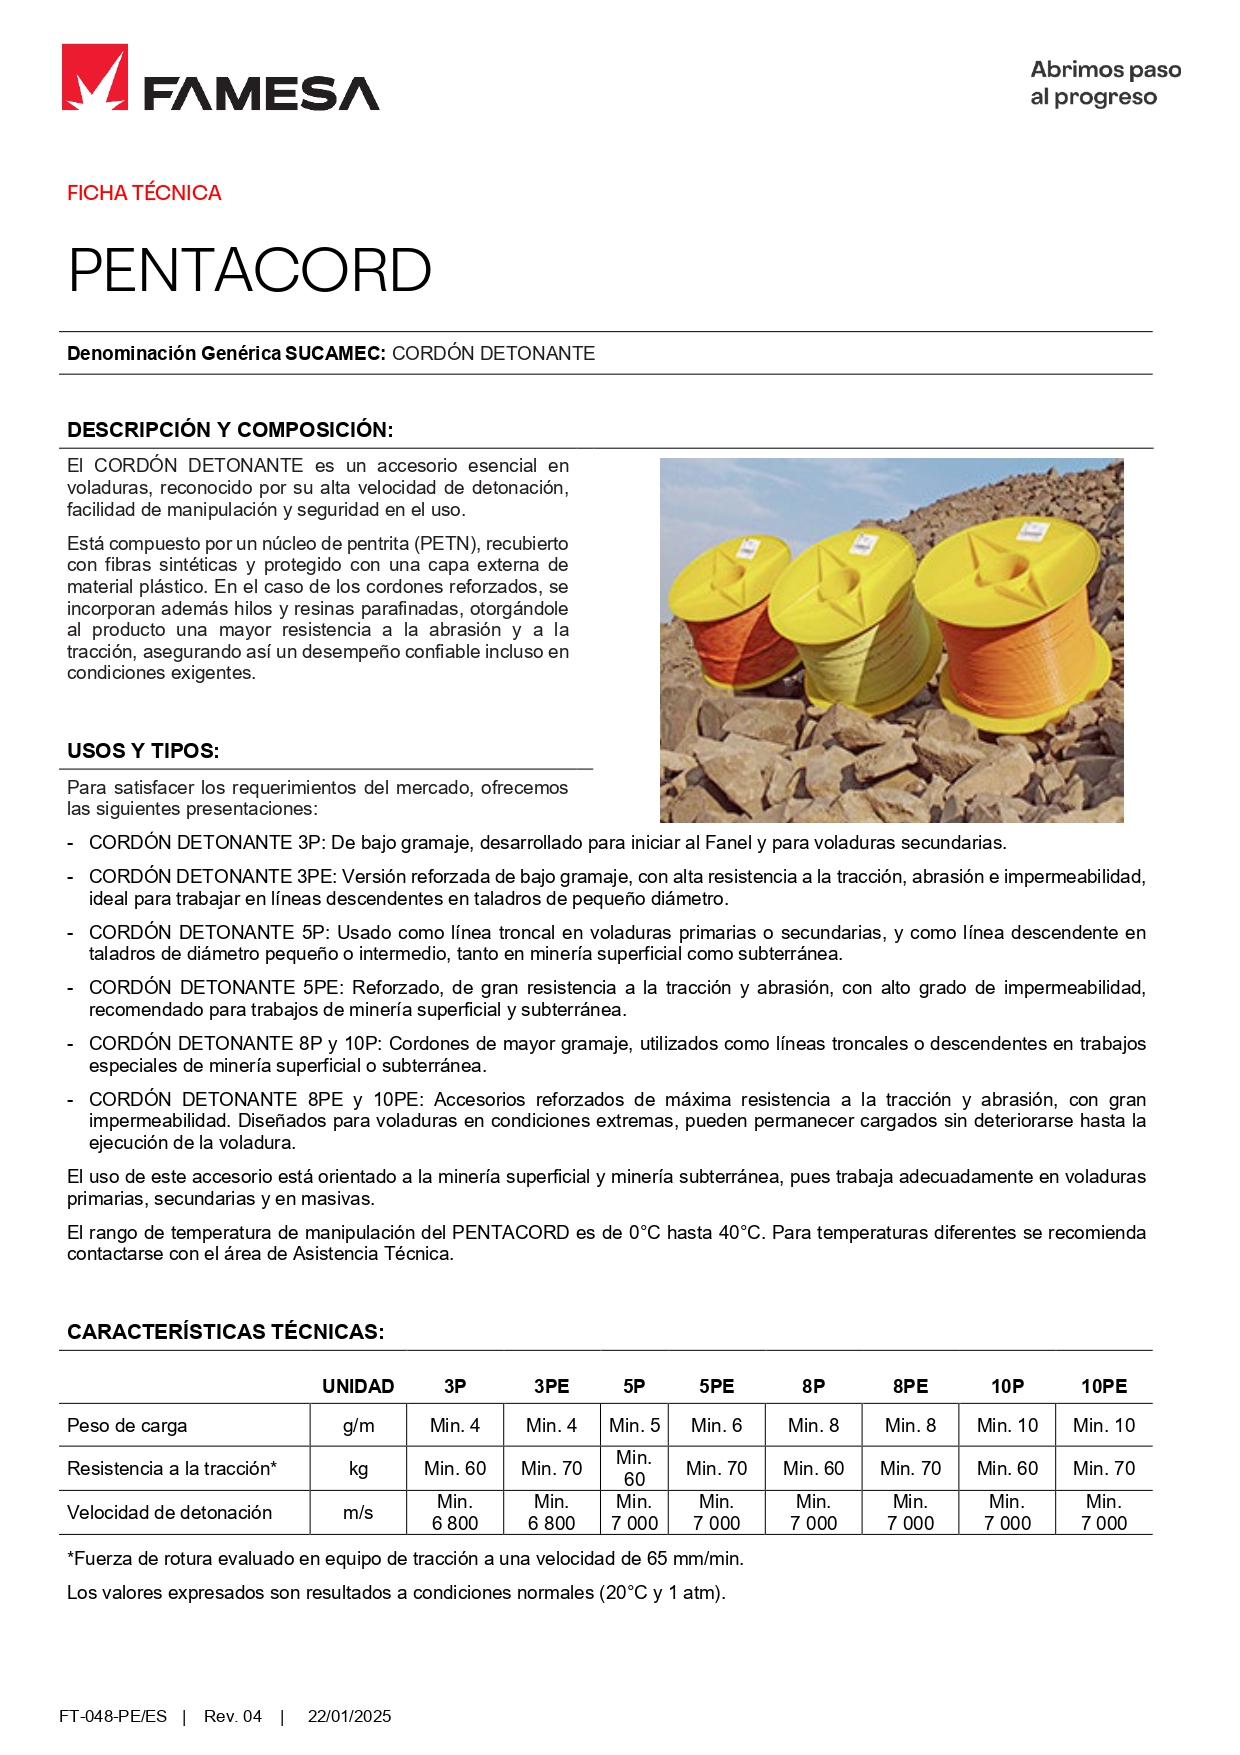 FAMESA
Abrimos paso
al progreso
FICHA TÉCNICA
PENTACORD
Denominación Genérica SUCAMEC: CORDÓN DETONANTE
DESCRIPCIÓN Y COMPOSICIÓN:
El CORDÓN DETONANTE es un accesorio esencial en
voladuras, reconocido por su alta velocidad de detonación,
facilidad de manipulación y seguridad en el uso.
Está compuesto por un núcleo de pentrita (PETN), recubierto
con fibras sintéticas y protegido con una capa externa de
material plástico. En el caso de los cordones reforzados, se
incorporan además hilos y resinas parafinadas, otorgándole
al producto una mayor resistencia a la abrasión y a la
tracción, asegurando así un desempeño confiable incluso en
condiciones exigentes.
USOS Y TIPOS:
Para satisfacer los requerimientos del mercado, ofrecemos
las siguientes presentaciones:
- CORDÓN DETONANTE 3P: De bajo gramaje, desarrollado para iniciar al Fanel y para voladuras secundarias.
- CORDÓN DETONANTE 3PE: Versión reforzada de bajo gramaje, con alta resistencia a la tracción, abrasión e impermeabilidad,
ideal para trabajar en líneas descendentes en taladros de pequeño diámetro.
- CORDÓN DETONANTE 5P: Usado como línea troncal en voladuras primarias o secundarias, y como línea descendente en
taladros de diámetro pequeño o intermedio, tanto en minería superficial como subterránea.
- CORDÓN DETONANTE 5PE: Reforzado, de gran resistencia a la tracción y abrasión, con alto grado de impermeabilidad,
recomendado para trabajos de minería superficial y subterránea.
- CORDÓN DETONANTE 8P y 10P: Cordones de mayor gramaje, utilizados como líneas troncales o descendentes en trabajos
especiales de minería superficial o subterránea.
- CORDÓN DETONANTE 8PE y 10PE: Accesorios reforzados de máxima resistencia a la tracción y abrasión, con gran
impermeabilidad. Diseñados para voladuras en condiciones extremas, pueden permanecer cargados sin deteriorarse hasta la
ejecución de la voladura.
El uso de este accesorio está orientado a la minería superficial y minería subterránea, pues trabaja adecuadamente en voladuras
primarias, secundarias y en masivas.
El rango de temperatura de manipulación del PENTACORD es de 0°C hasta 40°C. Para temperaturas diferentes se recomienda
contactarse con el área de Asistencia Técnica.
CARACTERÍSTICAS TÉCNICAS:
UNIDAD 3P 3PE 5P 5PE 8P 8PE 10P 10PE
Peso de carga g/m Min. 4 Min. 4 Min. 5 Min. 6 Min. 8 Min. 8 Min. 10 Min. 10
Resistencia a la tracción* kg Min. 60 Min. 70 Min. 60 Min. 70 Min. 60 Min. 70 Min. 60 Min. 70
Velocidad de detonación m/s Min. 6 800 Min. 6 800 Min. 7 000 Min. 7 000 Min. 7 000 Min. 7 000 Min. 7 000 Min. 7 000
*Fuerza de rotura evaluado en equipo de tracción a una velocidad de 65 mm/min.
Los valores expresados son resultados a condiciones normales (20°C y 1 atm).
FT-048-PE/ES | Rev. 04 | 22/01/2025